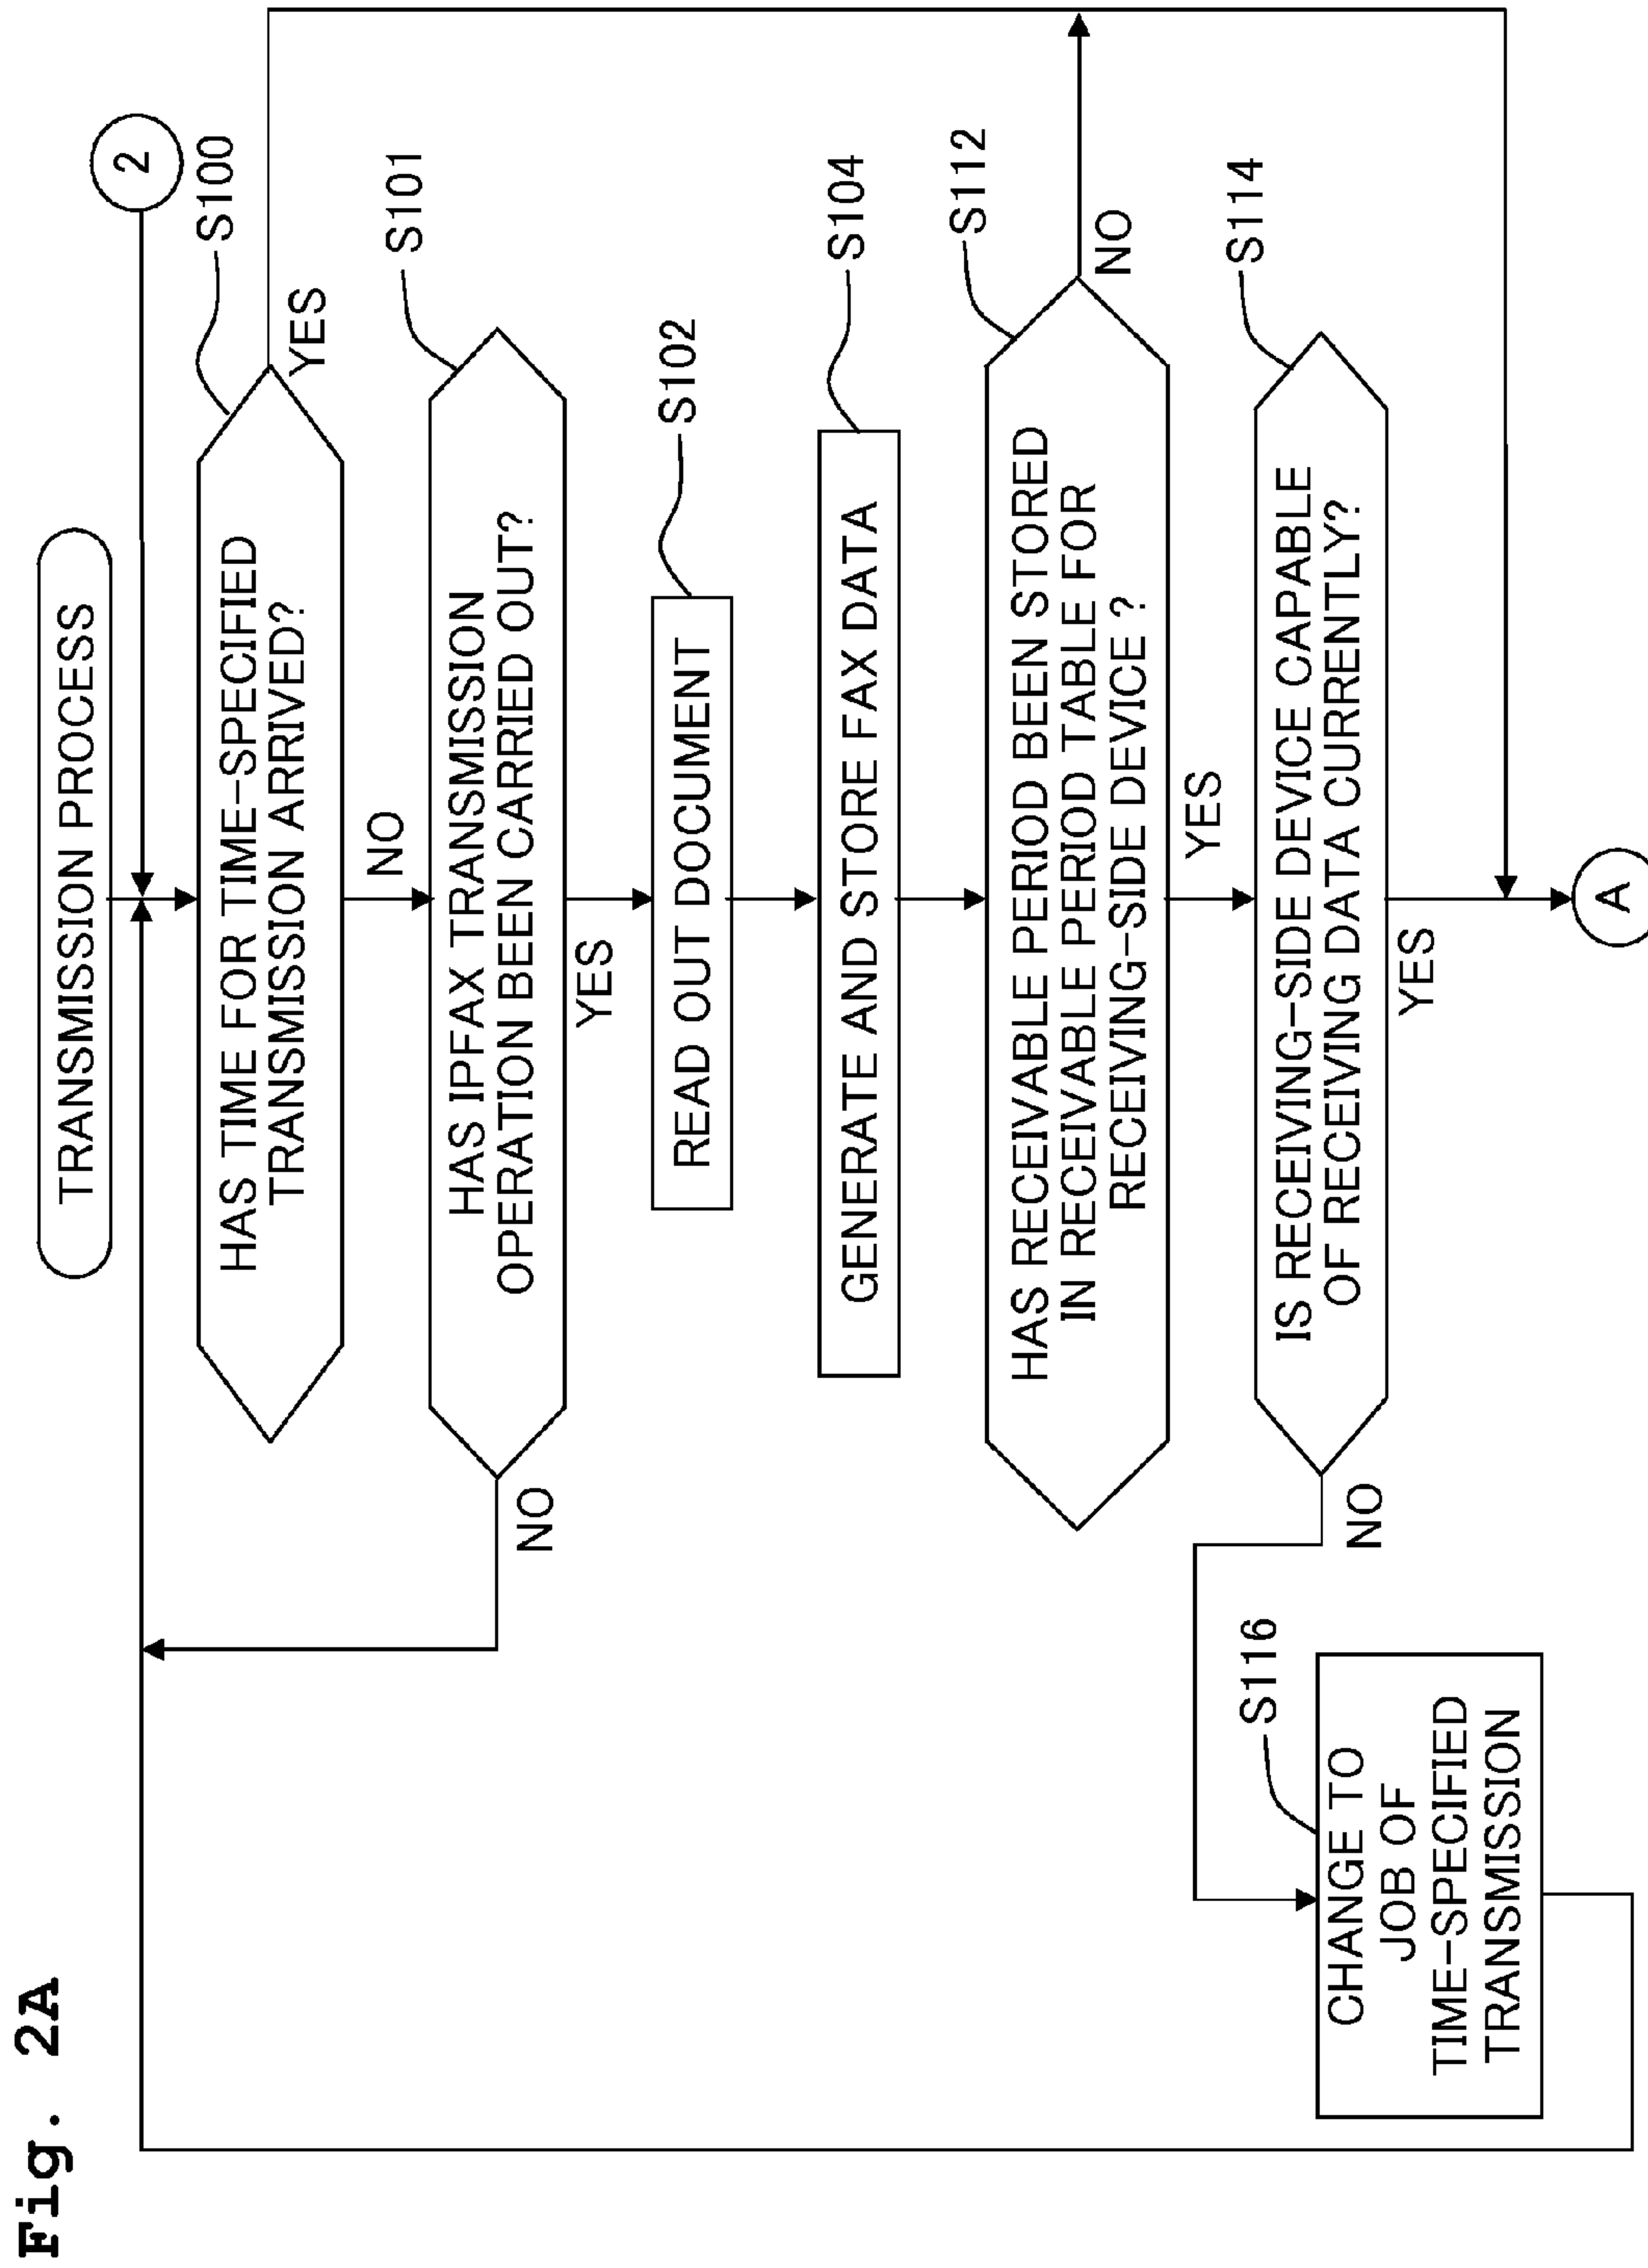 Fig. 2A
TRANSMISSION PROCESS
2
S100
HAS TIME FOR TIME-SPECIFIED
TRANSMISSION ARRIVED?
YES
NO
S101
HAS IPFAX TRANSMISSION
OPERATION BEEN CARRIED OUT?
NO
YES
S102
READ OUT DOCUMENT
S104
GENERATE AND STORE FAX DATA
S112
HAS RECEIVABLE PERIOD BEEN STORED
IN RECEIVABLE PERIOD TABLE FOR
RECEIVING-SIDE DEVICE ?
NO
YES
S114
IS RECEIVING-SIDE DEVICE CAPABLE
OF RECEIVING DATA CURRENTLY?
NO
YES
S116
CHANGE TO
JOB OF
TIME-SPECIFIED
TRANSMISSION
A